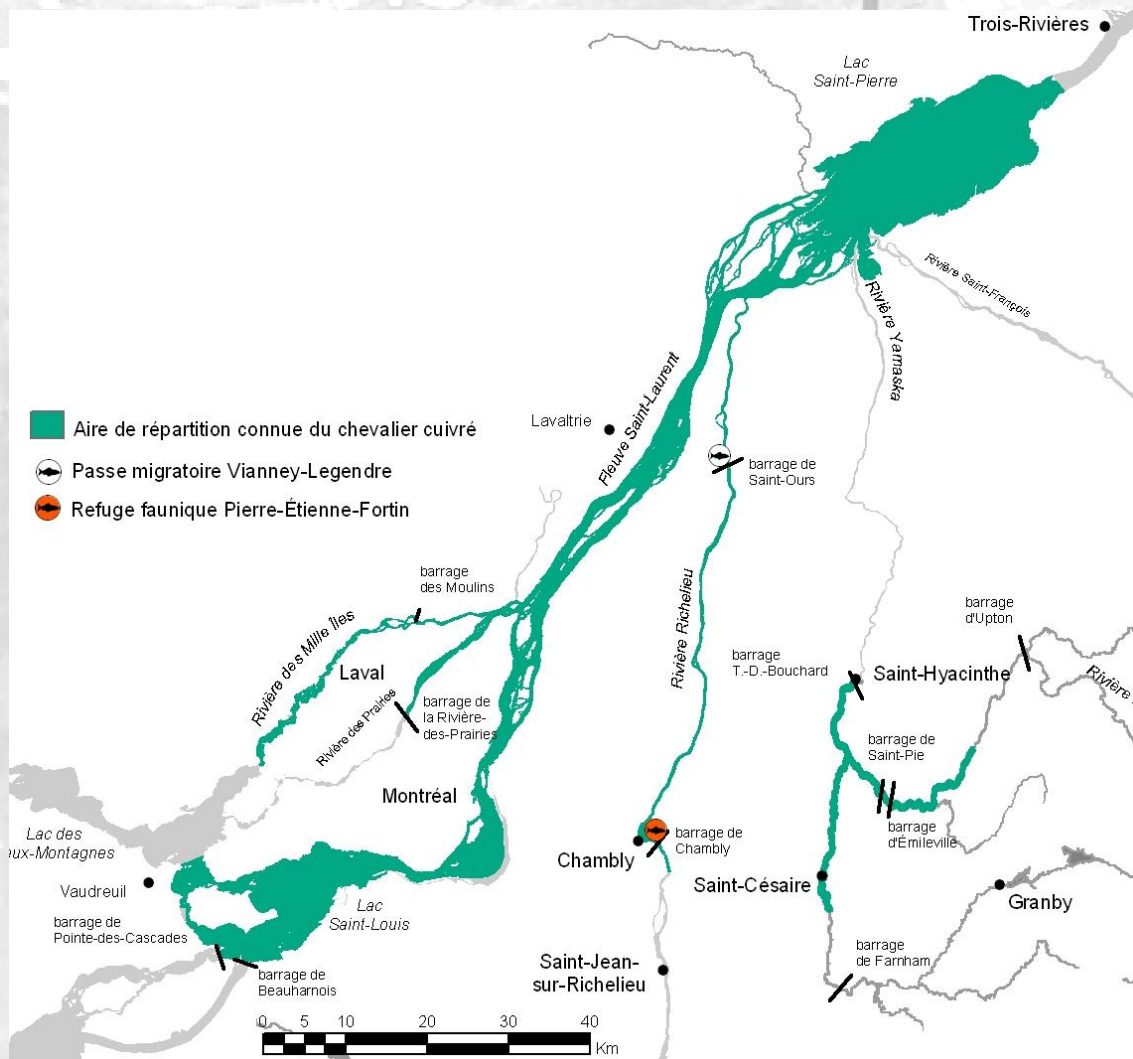 Trois-Rivières
Lac
Saint-Pierre
Rivière Saint-François
Rivière Yamaska
Fleuve Saint-Laurent
Lavaltrie
Aire de répartition connue du chevalier cuivré
Passe migratoire Vianney-Legendre
Refuge faunique Pierre-Étienne-Fortin
barrage de
Saint-Ours
barrage
des Moulins
Rivière des Mille Îles
Laval
Rivière des Prairies
barrage de
la Rivière-
des-Prairies
Rivière Richelieu
barrage
d'Upton
barrage
T.-D.-Bouchard
Saint-Hyacinthe
Rivière
barrage de
Saint-Pie
barrage
d'Émileville
Montréal
Lac des
ux-Montagnes
Vaudreuil
barrage de
Pointe-des-Cascades
Lac
Saint-Louis
barrage de
Beauharnois
Chambly
barrage de
Chambly
Saint-Césaire
Granby
Saint-Jean-
sur-Richelieu
barrage
de Farnham
0 5 10 20 30 40
Km